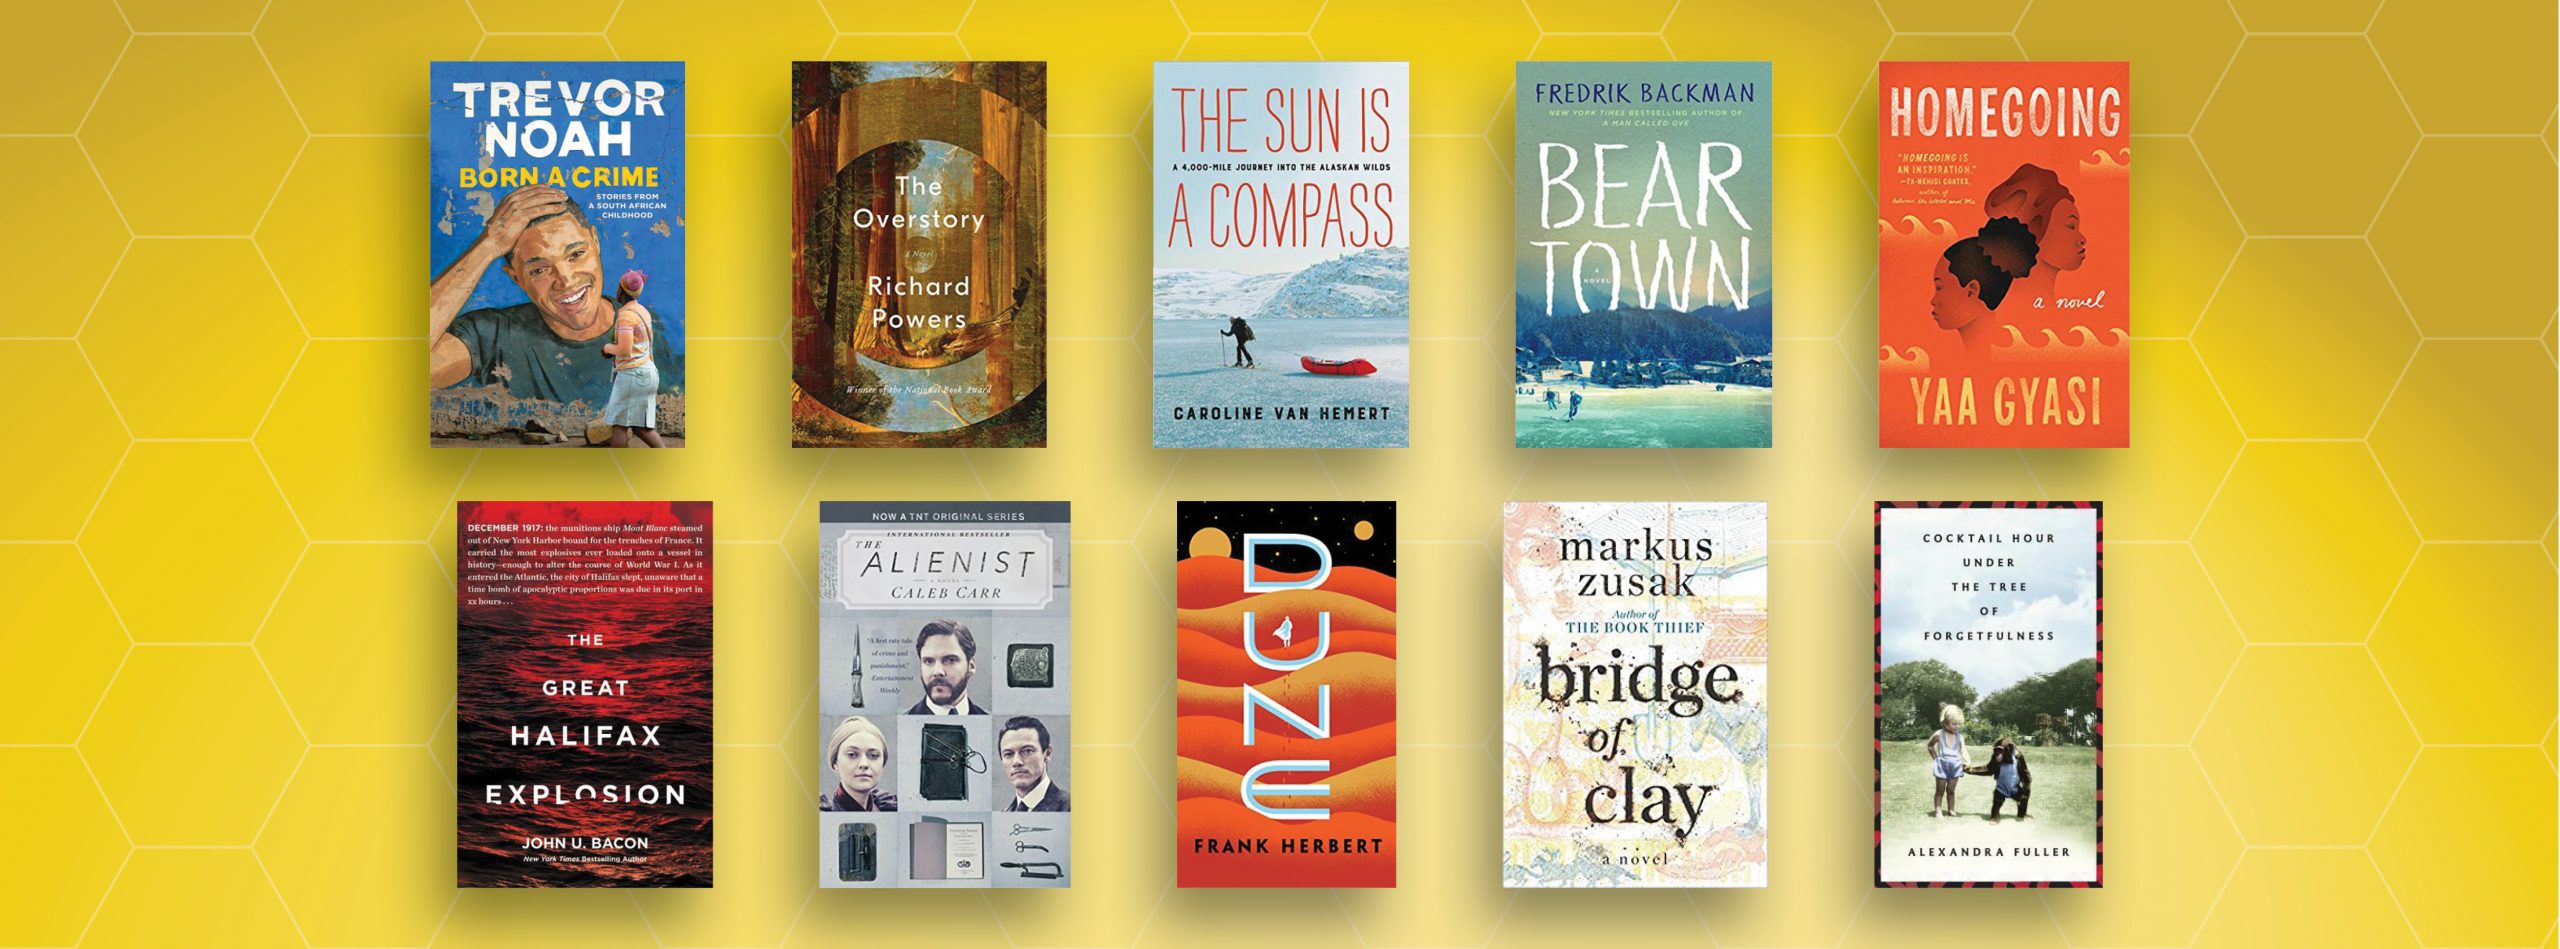 TREVOR
NOAH
BORN A CRIME
STORIES FROM
A SOUTH AFRICAN
CHILDHOOD
The
Overstory
A Novel
Richard
Powers
Winner of the National Book Award
THE SUN IS
A 4,000-MILE JOURNEY INTO THE ALASKAN WILDS
A COMPASS
CAROLINE VAN HEMERT
FREDRIK BACKMAN
NEW YORK TIMES BESTSELLING AUTHOR OF
A MAN CALLED OVE
BEAR
TOWN
A
NOVEL
HOMEGOING
"HOMEGOING IS
AN INSPIRATION."
—TA-NEHISI COATES,
author of
Between the World and Me
a novel
YAA GYASI
DECEMBER 1917: the munitions ship Mont Blanc steamed
out of New York Harbor bound for the trenches of France. It
carried the most explosives ever loaded onto a vessel in
history—enough to alter the course of World War I. As it
entered the Atlantic, the city of Halifax slept, unaware that a
time bomb of apocalyptic proportions was due in its port in
xx hours . . .
THE
GREAT
HALIFAX
EXPLOSION
JOHN U. BACON
New York Times Bestselling Author
NOW A TNT ORIGINAL SERIES
INTERNATIONAL BESTSELLER
THE
ALIENIST
A NOVEL
CALEB CARR
"A first rate tale
of crime and
punishment."
-Entertainment
Weekly
DUNE
FRANK HERBERT
markus
zusak
Author of
THE BOOK THIEF
bridge
of
clay
a novel
COCKTAIL HOUR
UNDER
THE TREE
OF
FORGETFULNESS
ALEXANDRA FULLER